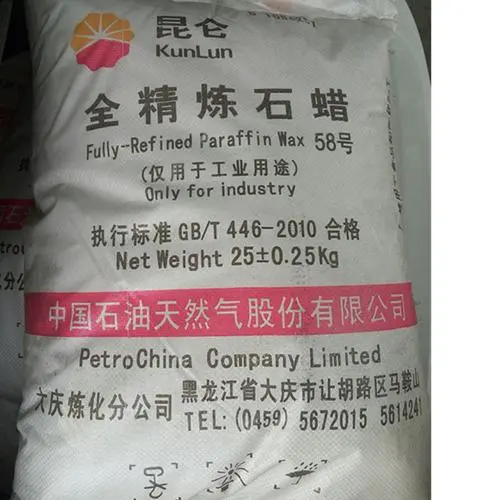 昆仑
KunLun
全精炼石蜡
Fully-Refined Paraffin Wax 58号
(仅用于工业用途)
Only for industry
执行标准 GB/T 446-2010 合格
Net Weight 25±0.25Kg
中国石油天然气股份有限公司
PetroChina Company Limited
大庆炼化分公司 黑龙江省大庆市让胡路区马鞍山
TEL: (0459) 5672015 5614241